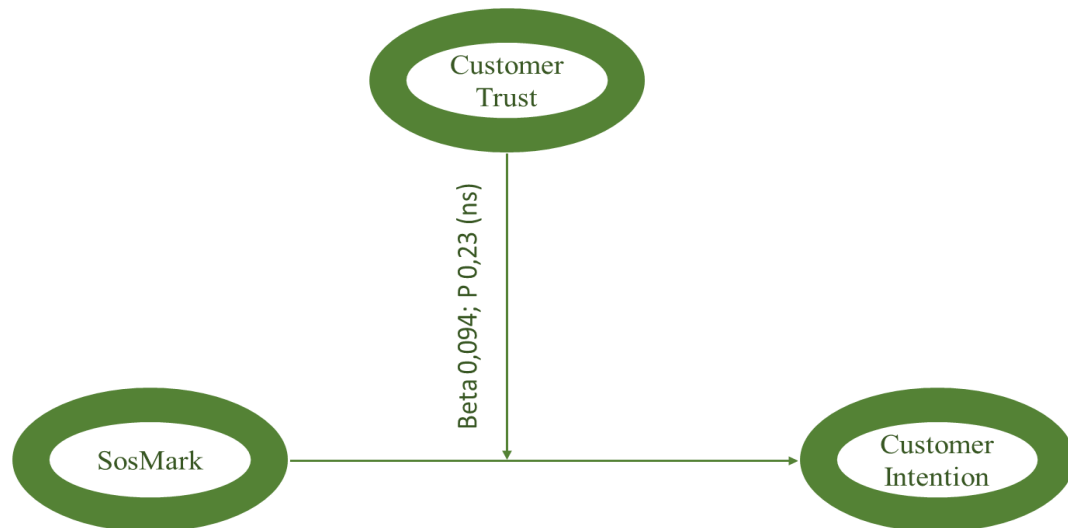 Customer
Trust
Beta 0,094; P 0,23 (ns)
SosMark
Customer
Intention